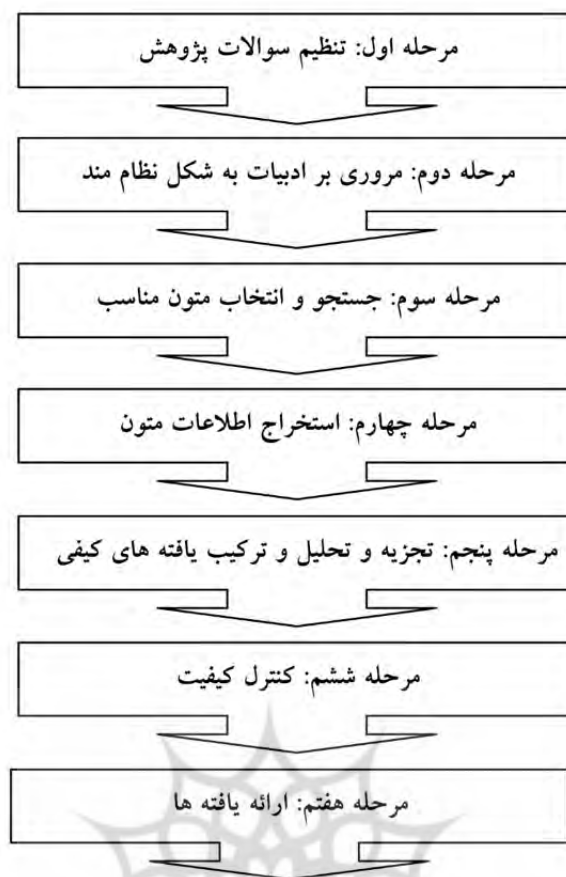 مرحله اول: تنظیم سوالات پژوهش
مرحله دوم: مروری بر ادبیات به شکل نظام مند
مرحله سوم: جستجو و انتخاب متون مناسب
مرحله چهارم: استخراج اطلاعات متون
مرحله پنجم: تجزیه و تحلیل و ترکیب یافته های کیفی
مرحله ششم: کنترل کیفیت
مرحله هفتم: ارائه یافته ها